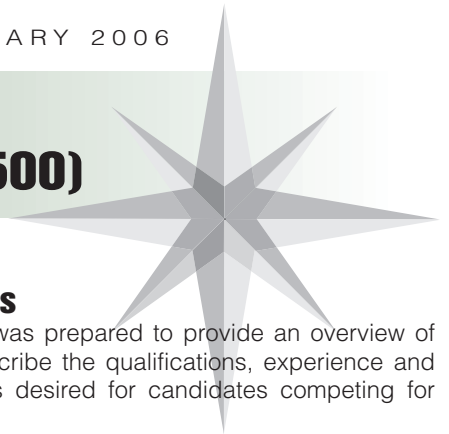 ARY 2006
500)
s
was prepared to provide an overview of
cribe the qualifications, experience and
s desired for candidates competing for